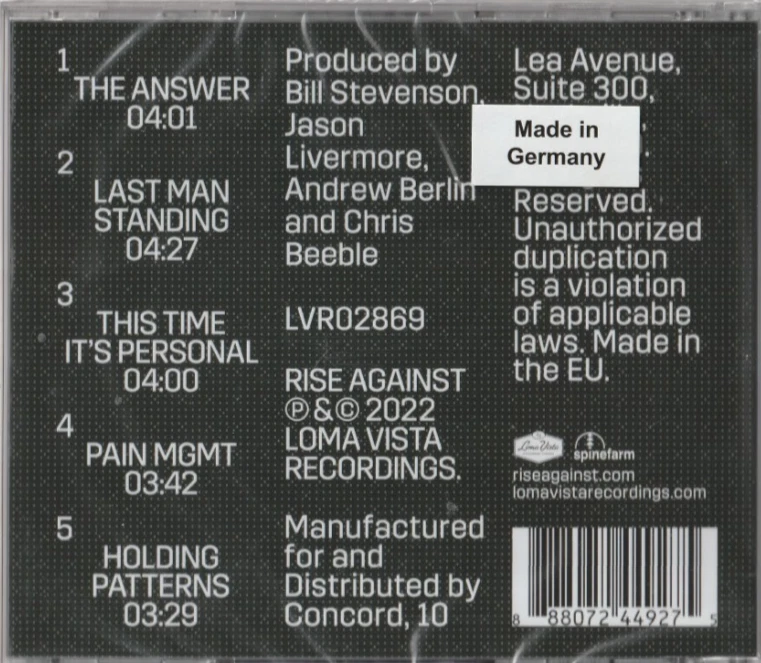 1
THE ANSWER
04:01
2
LAST MAN
STANDING
04:27
3
THIS TIME
IT'S PERSONAL
04:00
4
PAIN MGMT
03:42
5
HOLDING
PATTERNS
03:29
Produced by
Bill Stevenson,
Jason
Livermore,
Andrew Berlin
and Chris
Beeble
LVR02869
RISE AGAINST
℗ & © 2022
LOMA VISTA
RECORDINGS.
Manufactured
for and
Distributed by
Concord, 10
Lea Avenue,
Suite 300,
Made in
Germany
Reserved.
Unauthorized
duplication
is a violation
of applicable
laws. Made in
the EU.
Loma Vista
spinefarm
riseagainst.com
lomavistarecordings.com
8 88072 44927 5